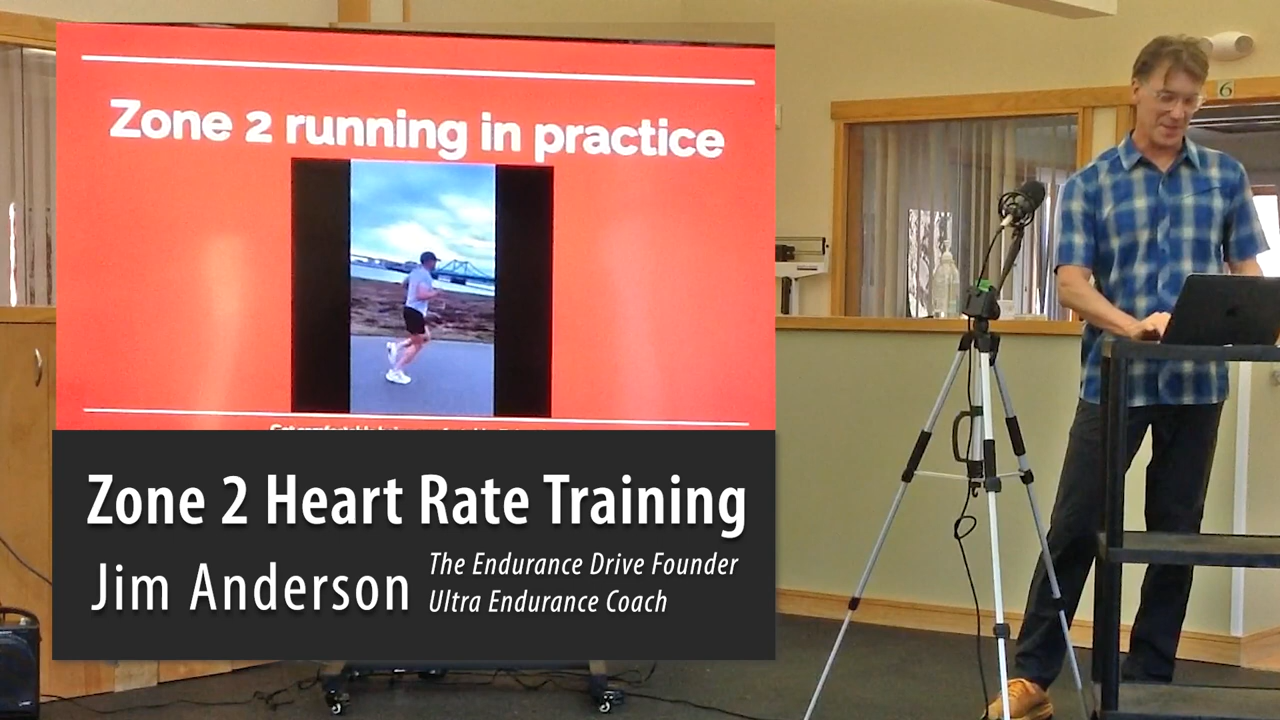 Zone 2 running in practice
6
Zone 2 Heart Rate Training
Jim Anderson
The Endurance Drive Founder
Ultra Endurance Coach